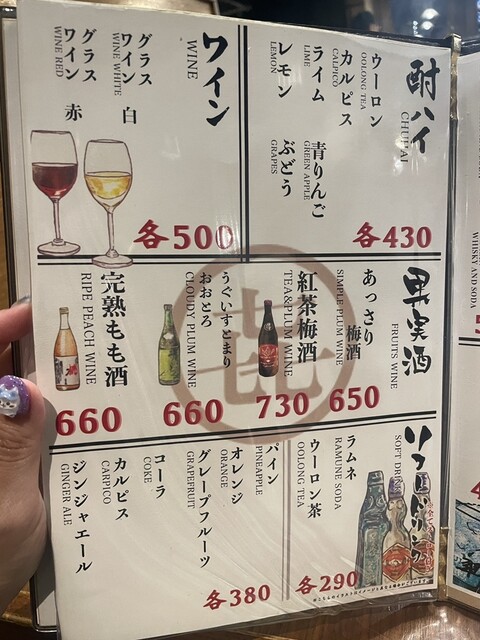 酎ハイ
CHUHAI
ウーロン
OOLONG TEA
カルピス
CALPICO
ライム
LIME
レモン
LEMON
青りんご
GREEN APPLE
ぶどう
GRAPES
各430
ワイン
WINE
グラス
ワイン 白
WINE WHITE
グラス
ワイン 赤
WINE RED
各500
果実酒
FRUITS WINE
あっさり
梅酒
SIMPLE PLUM WINE
650
紅茶梅酒
TEA&PLUM WINE
730
うぐいすとまり
おおとろ
CLOUDY PLUM WINE
660
完熟もも酒
RIPE PEACH WINE
660
ソフトドリンク
SOFT DRINK
ラムネ
RAMUNE SODA
ウーロン茶
OOLONG TEA
各290
パイン
PINEAPPLE
オレンジ
ORANGE
グレープフルーツ
GRAPEFRUIT
コーラ
COKE
カルピス
CARPICO
ジンジャエール
GINGER ALE
各380
WHISKY AND SODA